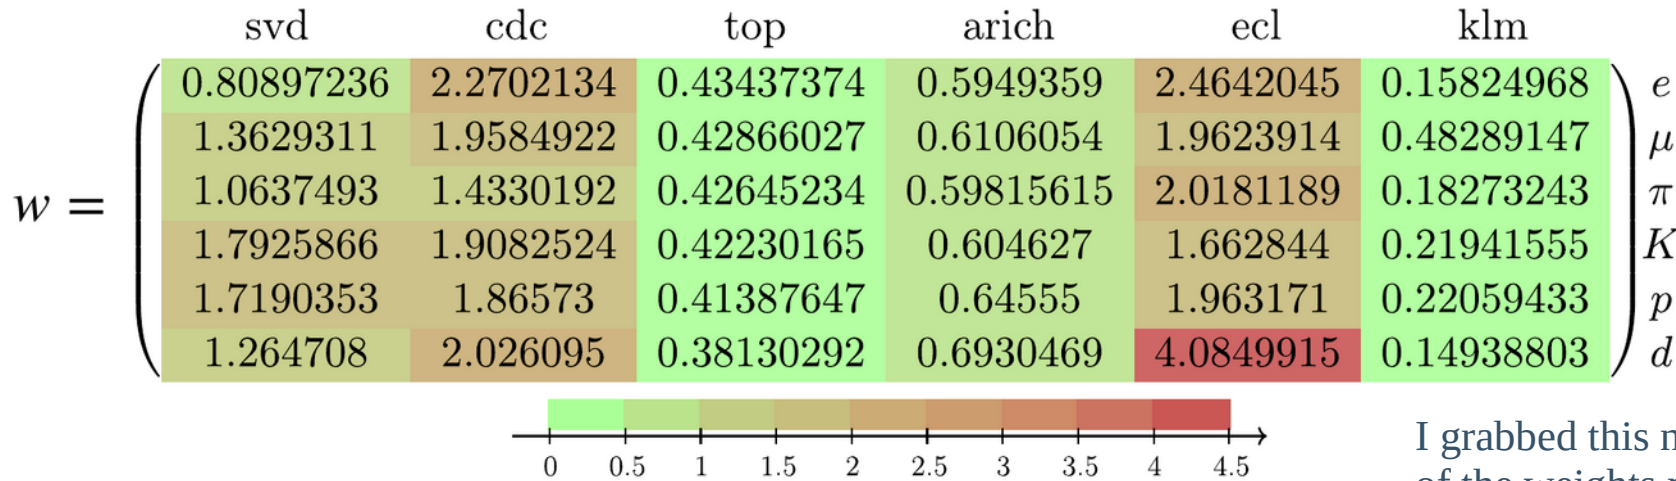 svd cdc top arich ecl klm
0.80897236 2.2702134 0.43437374 0.5949359 2.4642045 0.15824968 e
1.3629311 1.9584922 0.42866027 0.6106054 1.9623914 0.48289147 μ
w = 1.0637493 1.4330192 0.42645234 0.59815615 2.0181189 0.18273243 π
1.7925866 1.9082524 0.42230165 0.604627 1.662844 0.21941555 K
1.7190353 1.86573 0.41387647 0.64555 1.963171 0.22059433 p
1.264708 2.026095 0.38130292 0.6930469 4.0849915 0.14938803 d
0 0.5 1 1.5 2 2.5 3 3.5 4 4.5
I grabbed this
of the weights